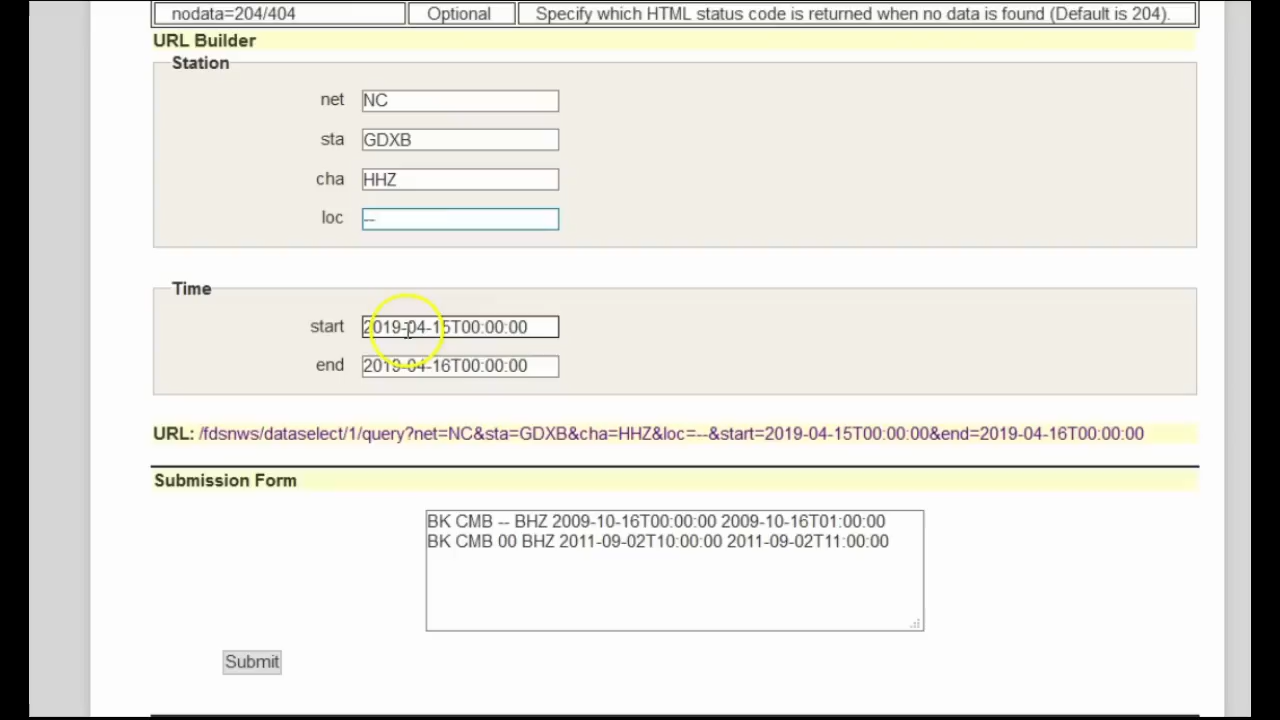 nodata=204/404 Optional Specify which HTML status code is returned when no data is found (Default is 204).
URL Builder
Station
net NC
sta GDXB
cha HHZ
loc --
Time
start 2019-04-15T00:00:00
end 2019-04-16T00:00:00
URL: /fdsnws/dataselect/1/query?net=NC&sta=GDXB&cha=HHZ&loc=--&start=2019-04-15T00:00:00&end=2019-04-16T00:00:00
Submission Form
BK CMB -- BHZ 2009-10-16T00:00:00 2009-10-16T01:00:00
BK CMB 00 BHZ 2011-09-02T10:00:00 2011-09-02T11:00:00
Submit